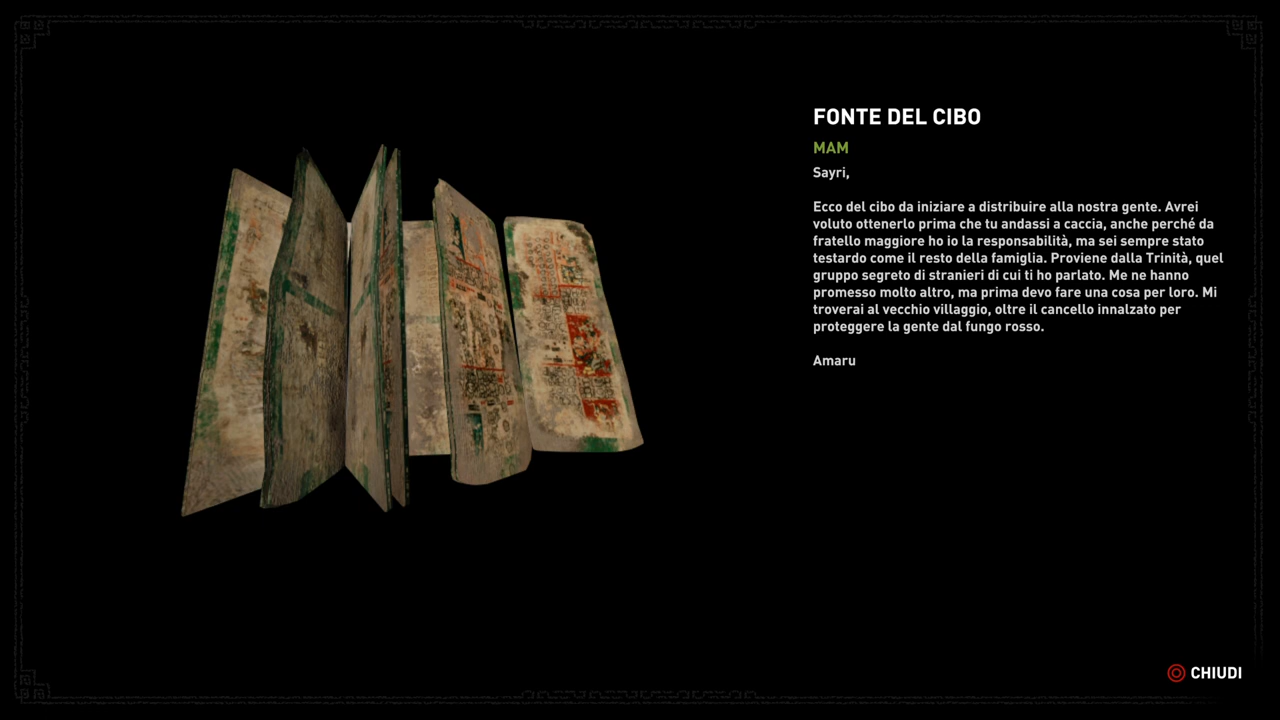 FONTE DEL CIBO
MAM
Sayri,
Ecco del cibo da iniziare a distribuire alla nostra gente. Avrei
voluto ottenerlo prima che tu andassi a caccia, anche perché da
fratello maggiore ho io la responsabilità, ma sei sempre stato
testardo come il resto della famiglia. Proviene dalla Trinità, quel
gruppo segreto di stranieri di cui ti ho parlato. Me ne hanno
promesso molto altro, ma prima devo fare una cosa per loro. Mi
troverai al vecchio villaggio, oltre il cancello innalzato per
proteggere la gente dal fungo rosso.
Amaru
CHIUDI